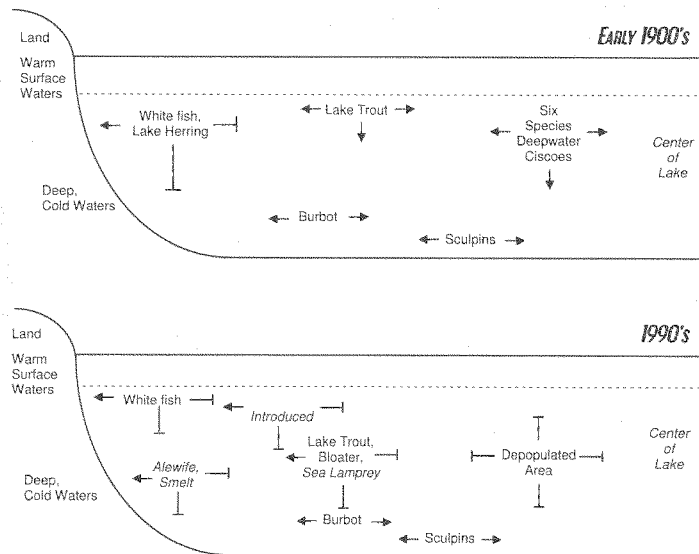 EARLY 1900's
Land
Warm
Surface
Waters
White fish,
Lake Herring
Lake Trout
Six
Species
Deepwater
Ciscoes
Center
of
Lake
Deep,
Cold Waters
Burbot
Sculpins
1990's
Land
Warm
Surface
Waters
White fish
Introduced
Lake Trout,
Bloater,
Sea Lamprey
Alewife,
Smelt
Depopulated
Area
Center
of
Lake
Deep,
Cold Waters
Burbot
Sculpins